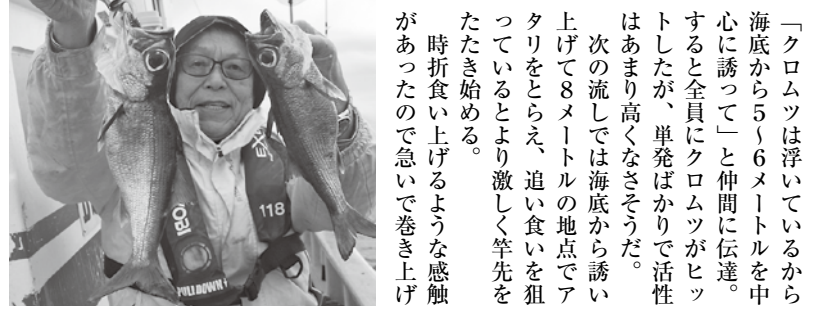 「クロムツは浮いているから
海底から5〜6メートルを中
心に誘って」と仲間に伝達。
すると全員にクロムツがヒッ
トしたが、単発ばかりで活性
はあまり高くなさそうだ。
次の流しでは海底から誘い
上げて8メートルの地点でア
タリをとらえ、追い食いを狙
っているとより激しく竿先を
たたき始める。
時折食い上げるような感触
があったので急いで巻き上げ
118
PULL DOWN